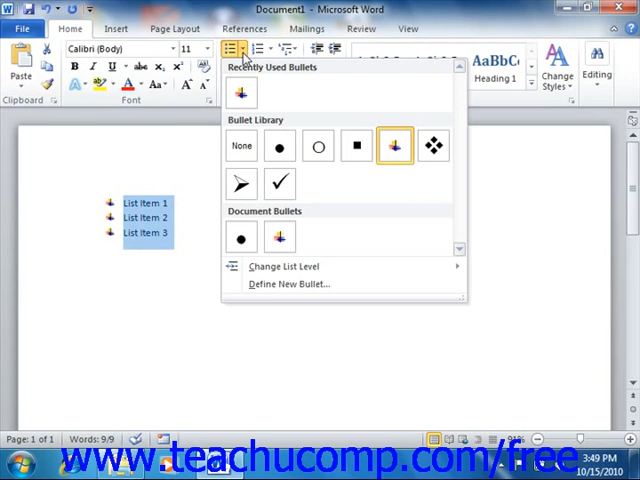 Document1 - Microsoft Word
File Home Insert Page Layout References Mailings Review View
Calibri (Body) 11
Paste
B I U
Clipboard Font
AaBbCc
Heading 1
Change Styles
Editing
Recently Used Bullets
Bullet Library
None
Document Bullets
Change List Level
Define New Bullet...
List Item 1
List Item 2
List Item 3
Page: 1 of 1 Words: 9/9 91%
www.teachucomp.com/free
3:49 PM
10/15/2010